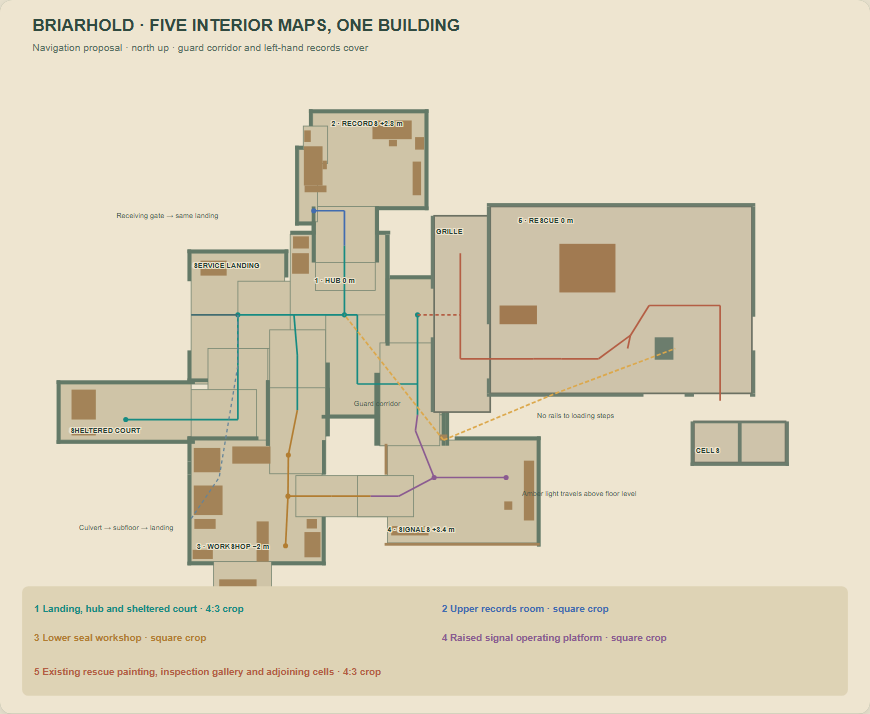 BRIARHOLD · FIVE INTERIOR MAPS, ONE BUILDING
Navigation proposal · north up · guard corridor and left-hand records cover
2 · RECORDS +2.8 m
Receiving gate → same landing
5 · RESCUE 0 m
GRILLE
SERVICE LANDING
1 · HUB 0 m
Guard corridor
No rails to loading steps
SHELTERED COURT
CELLS
Amber light travels above floor level
Culvert → subfloor → landing
4 · SIGNALS +3.4 m
3 · WORKSHOP −2 m
1 Landing, hub and sheltered court · 4:3 crop
2 Upper records room · square crop
3 Lower seal workshop · square crop
4 Raised signal operating platform · square crop
5 Existing rescue painting, inspection gallery and adjoining cells · 4:3 crop